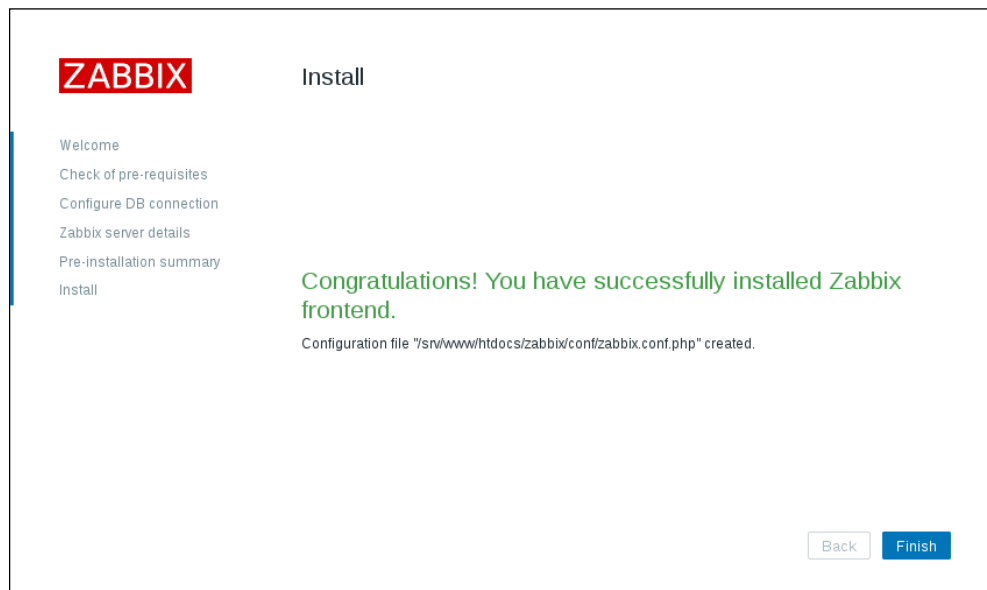 ZABBIX
Install
Welcome
Check of pre-requisites
Configure DB connection
Zabbix server details
Pre-installation summary
Install
Congratulations! You have successfully installed Zabbix
frontend.
Configuration file "/srv/www/htdocs/zabbix/conf/zabbix.conf.php" created.
Back Finish